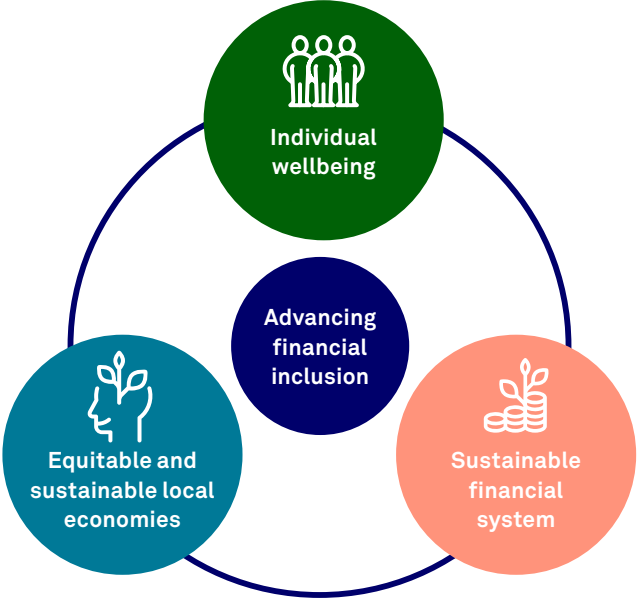 Individual
wellbeing
Advancing
financial
inclusion
Equitable and
sustainable local
economies
Sustainable
financial
system